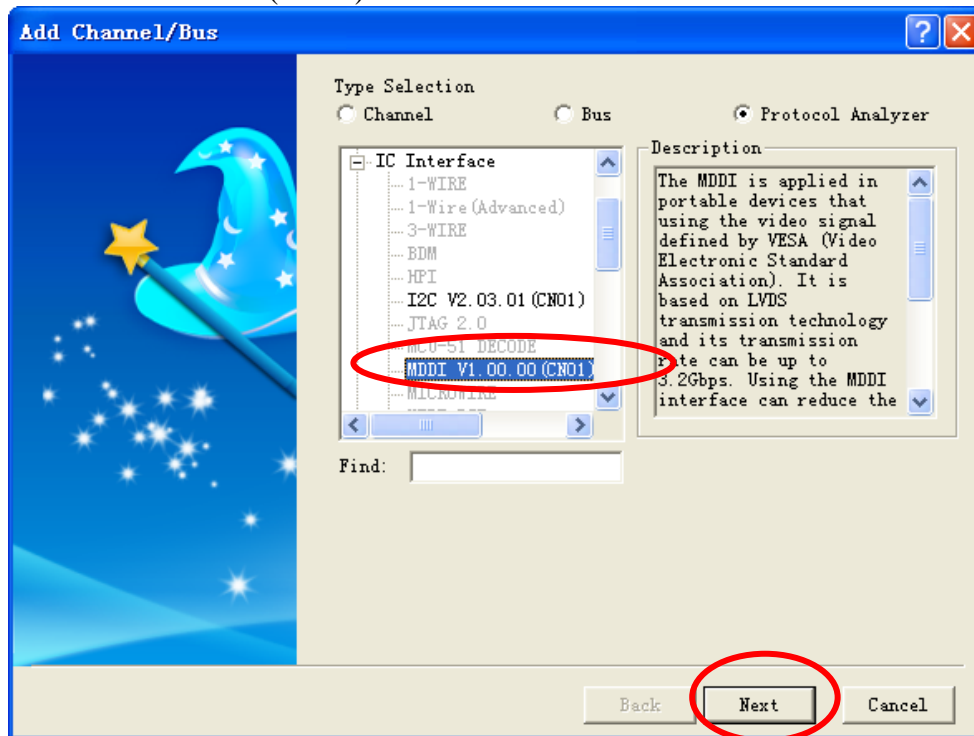 Add Channel/Bus
Type Selection
Channel
Bus
Protocol Analyzer
IC Interface
1-WIRE
1-Wire(Advanced)
3-WIRE
BDM
HPI
I2C V2.03.01(CN01)
JTAG 2.0
MCU-51 DECODE
MDDI V1.00.00(CN01)
MICROWIRE
Description
The MDDI is applied in
portable devices that
using the video signal
defined by VESA (Video
Electronic Standard
Association). It is
based on LVDS
transmission technology
and its transmission
rate can be up to
3.2Gbps. Using the MDDI
interface can reduce the
Find:
Back
Next
Cancel